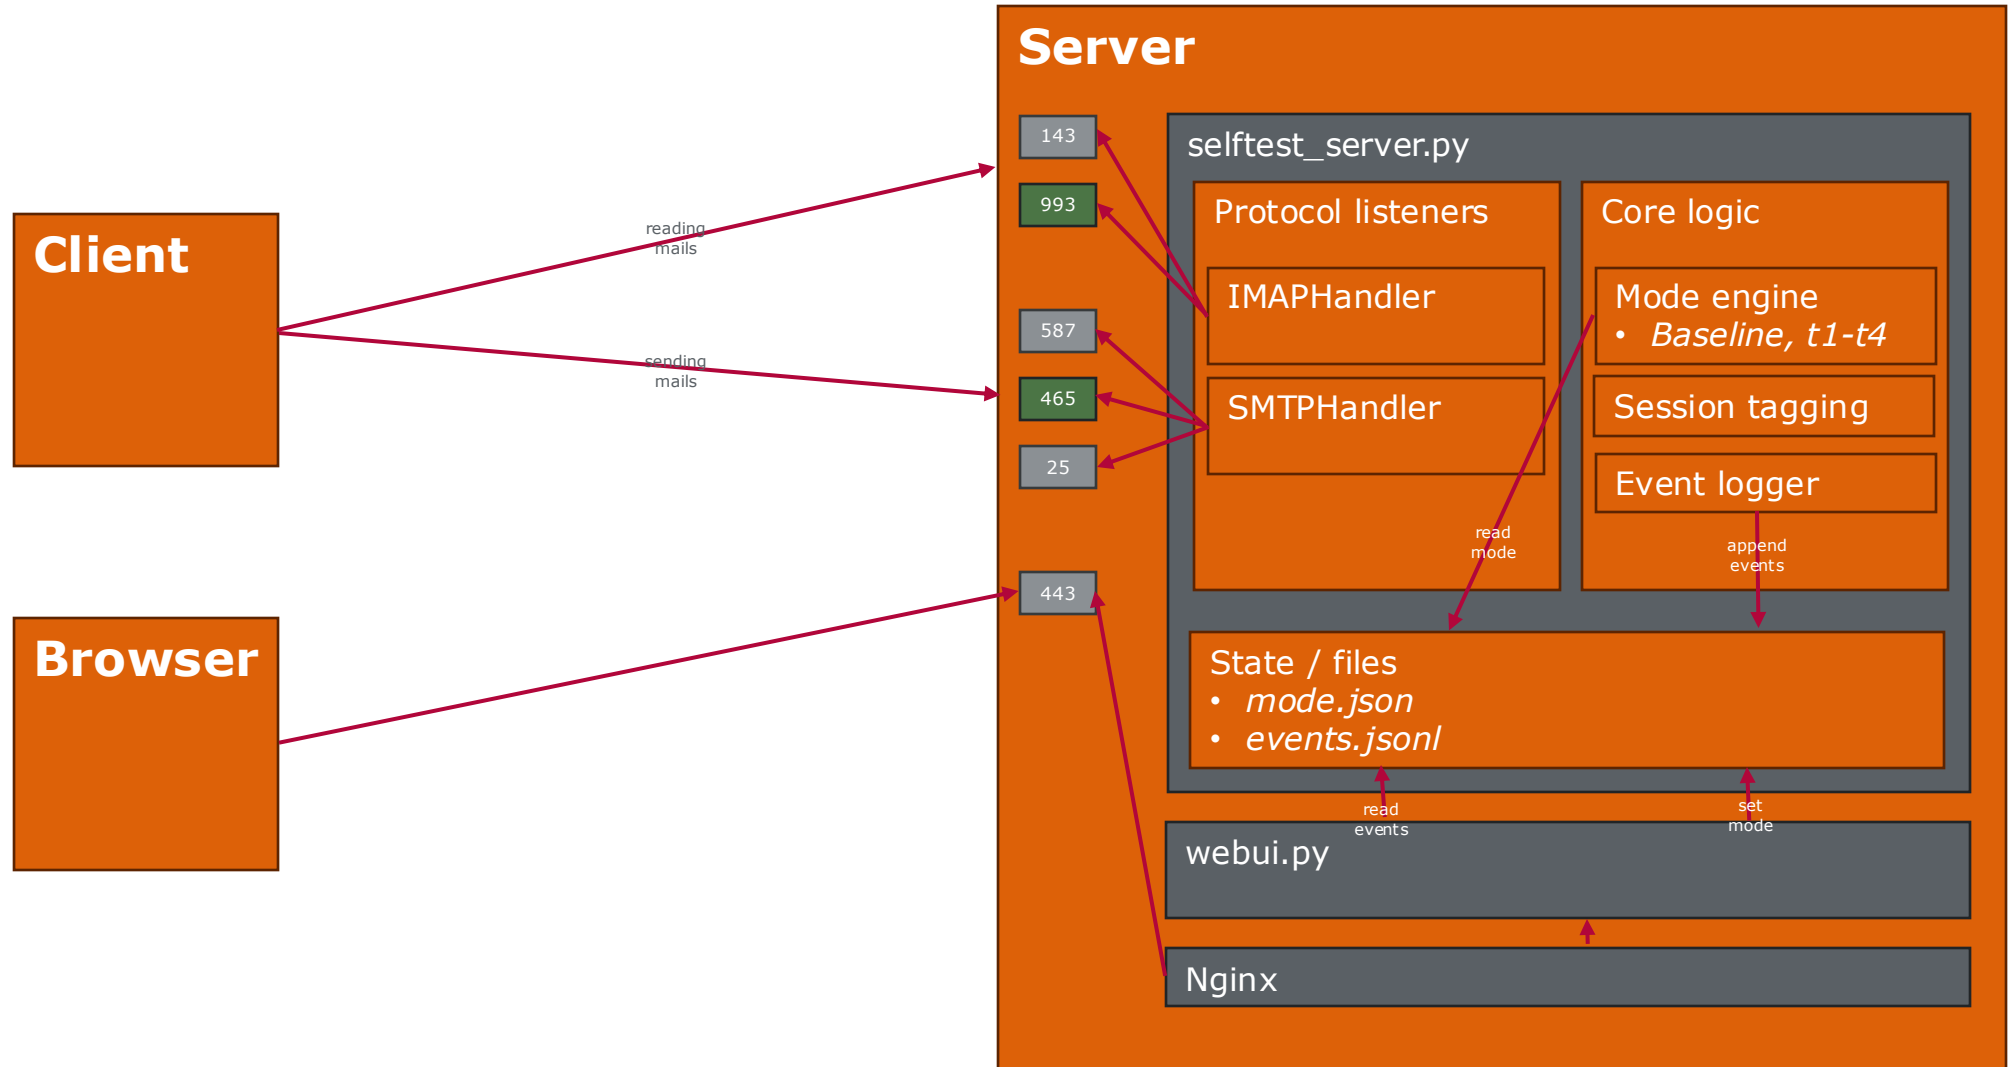 Server
143
993
587
465
25
443
Client
reading
mails
sending
mails
Browser
selftest_server.py
Protocol listeners
IMAPHandler
SMTPHandler
Core logic
Mode engine
• Baseline, t1-t4
Session tagging
Event logger
read
mode
append
events
State / files
• mode.json
• events.jsonl
read
events
set
mode
webui.py
Nginx